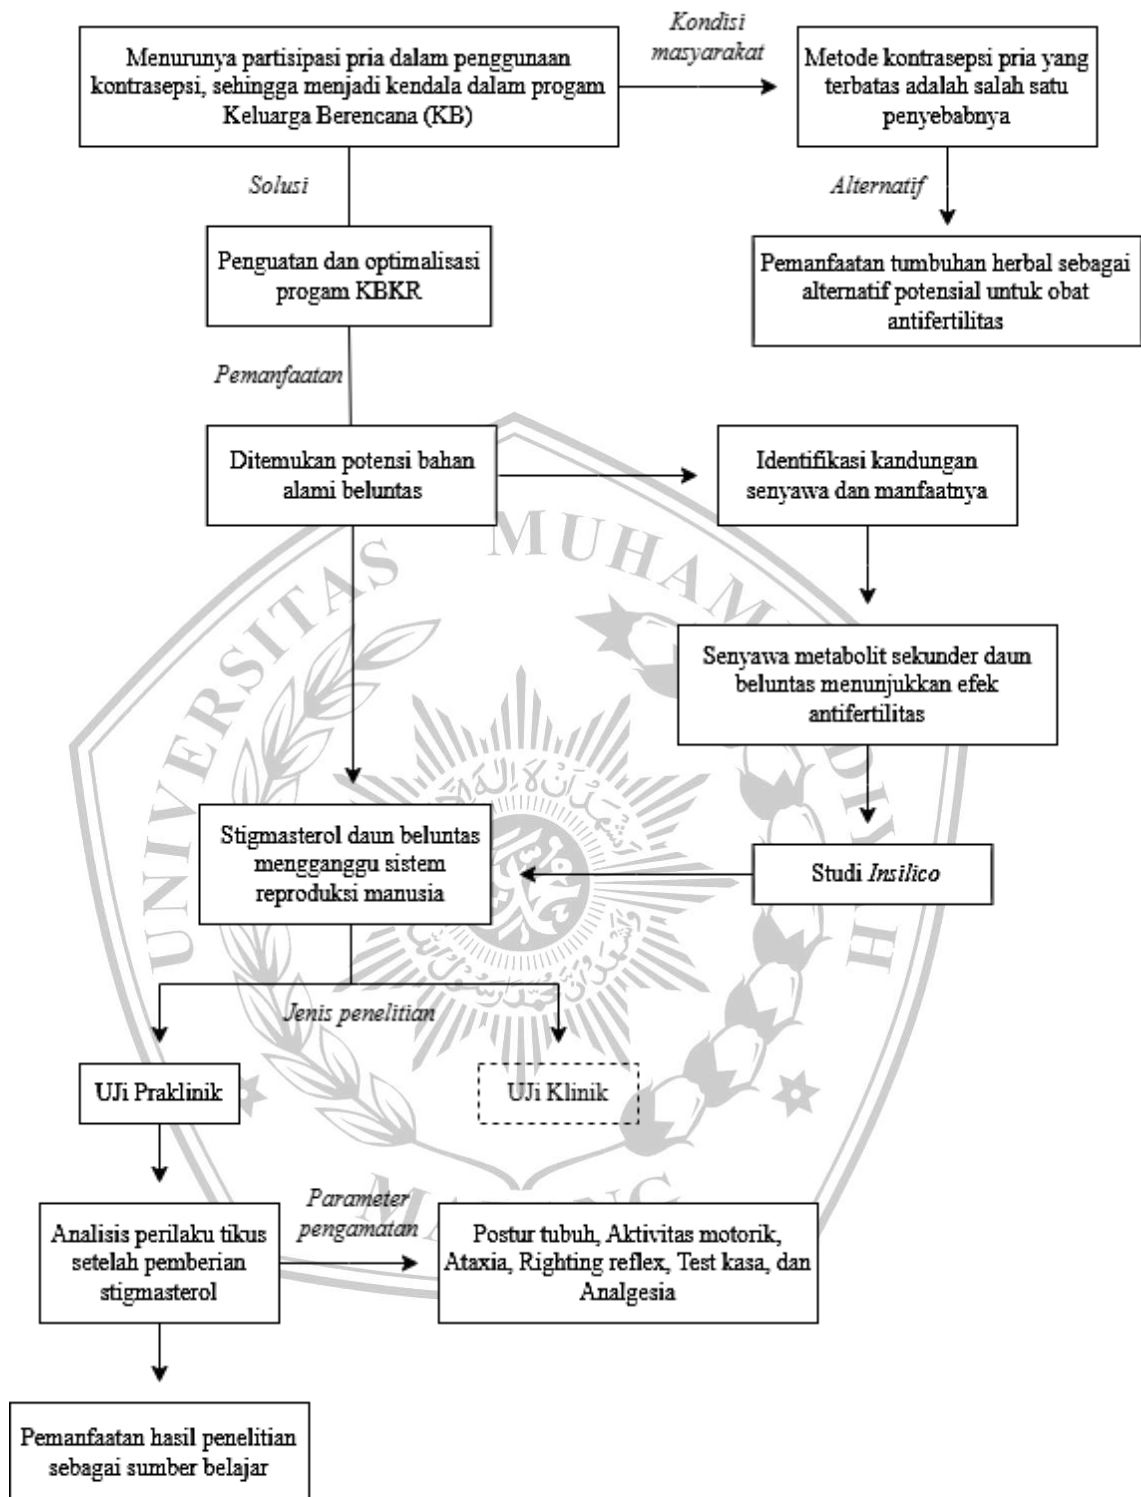 Kondisi
masyarakat
Menurunya partisipasi pria dalam penggunaan
kontrasepsi, sehingga menjadi kendala dalam progam
Keluarga Berencana (KB)
Metode kontrasepsi pria yang
terbatas adalah salah satu
penyebabnya
Solusi
Alternatif
Penguatan dan optimalisasi
progam KBKR
Pemanfaatan tumbuhan herbal sebagai
alternatif potensial untuk obat
antifertilitas
Pemanfaatan
Ditemukan potensi bahan
alami beluntas
Identifikasi kandungan
senyawa dan manfaatnya
UNIVERSITAS MUHAMMADIYAH
Senyawa metabolit sekunder daun
beluntas menunjukkan efek
antifertilitas
Stigmasterol daun beluntas
mengganggu sistem
reproduksi manusia
Studi Insilico
Jenis penelitian
UJi Praklinik
UJi Klinik
MALANG
Analisis perilaku tikus
setelah pemberian
stigmasterol
Parameter
pengamatan
Postur tubuh, Aktivitas motorik,
Ataxia, Righting reflex, Test kasa, dan
Analgesia
Pemanfaatan hasil penelitian
sebagai sumber belajar